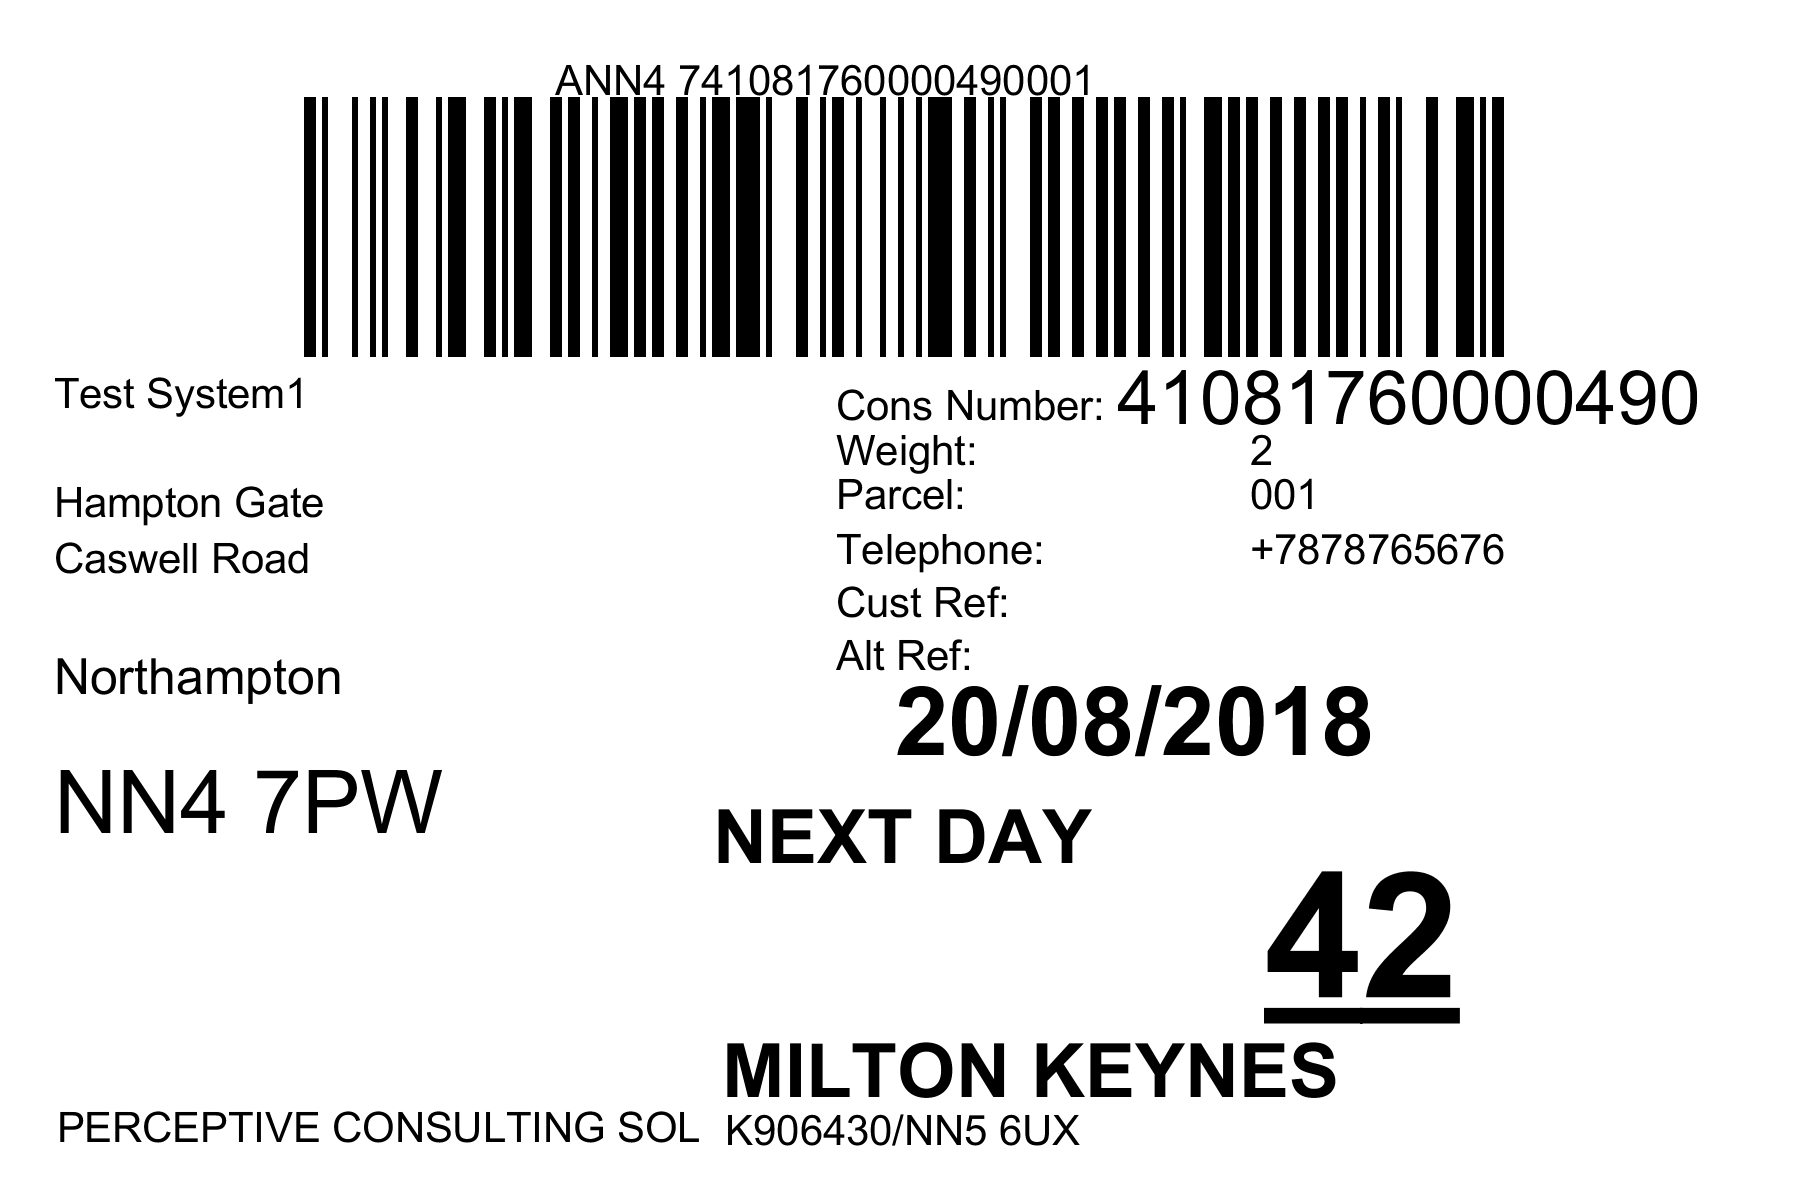 ANN4 741081760000490001
Test System1
Hampton Gate
Caswell Road
Northampton
NN4 7PW
Cons Number: 41081760000490
Weight: 2
Parcel: 001
Telephone: +7878765676
Cust Ref:
Alt Ref:
20/08/2018
NEXT DAY
42
MILTON KEYNES
PERCEPTIVE CONSULTING SOL K906430/NN5 6UX